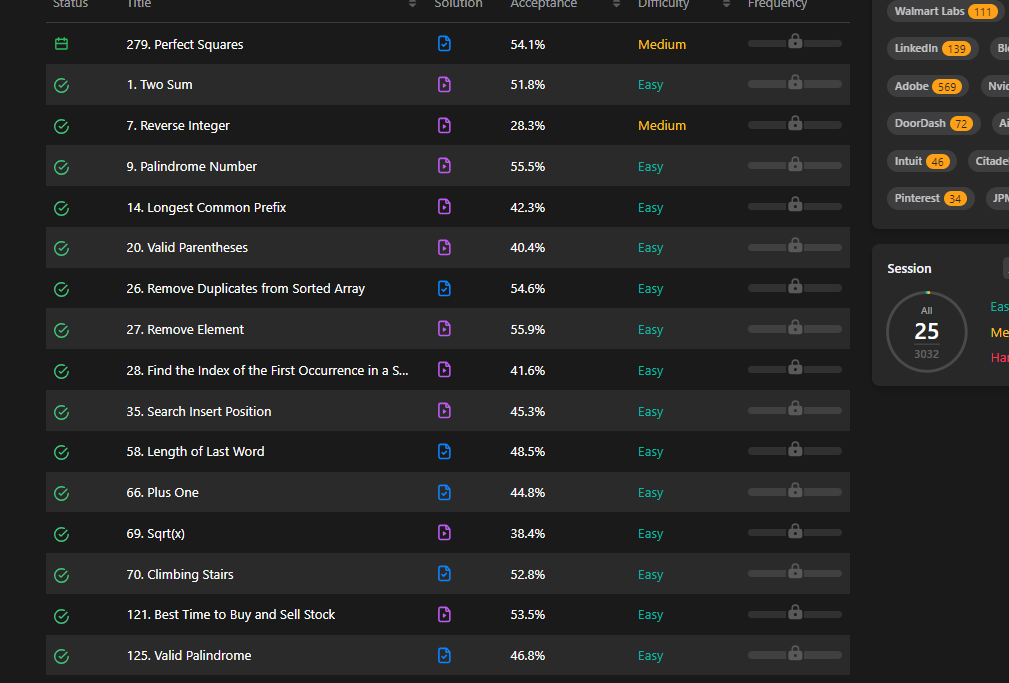 Status Title Solution Acceptance Difficulty Frequency
279. Perfect Squares 54.1% Medium
1. Two Sum 51.8% Easy
7. Reverse Integer 28.3% Medium
9. Palindrome Number 55.5% Easy
14. Longest Common Prefix 42.3% Easy
20. Valid Parentheses 40.4% Easy
26. Remove Duplicates from Sorted Array 54.6% Easy
27. Remove Element 55.9% Easy
28. Find the Index of the First Occurrence in a S... 41.6% Easy
35. Search Insert Position 45.3% Easy
58. Length of Last Word 48.5% Easy
66. Plus One 44.8% Easy
69. Sqrt(x) 38.4% Easy
70. Climbing Stairs 52.8% Easy
121. Best Time to Buy and Sell Stock 53.5% Easy
125. Valid Palindrome 46.8% Easy
Walmart Labs 111
LinkedIn 139 Bl
Adobe 569 Nvid
DoorDash 72 Ai
Intuit 46 Citade
Pinterest 34 JPM
Session
All
25
3032
Eas
Me
Har